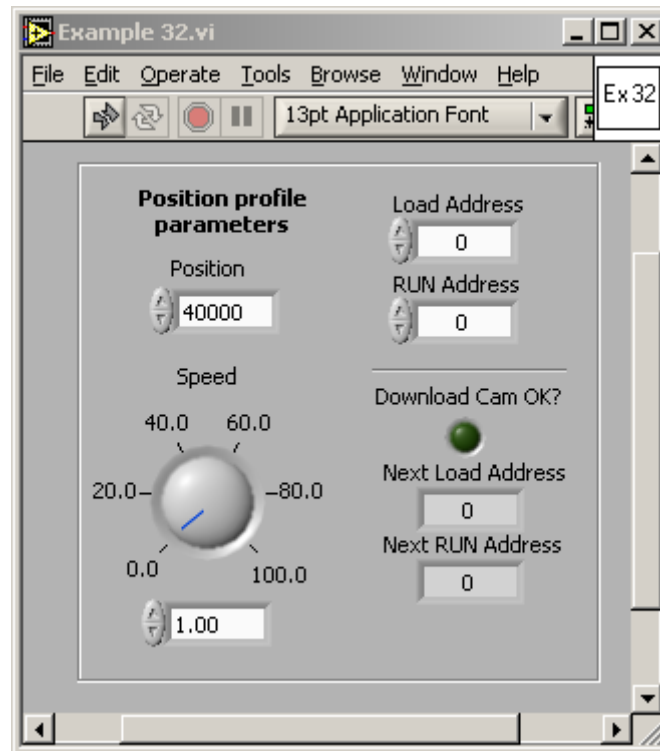 Example 32.vi
File Edit Operate Tools Browse Window Help
Ex 32
13pt Application Font
Position profile
parameters
Position
40000
Speed
40.0 60.0
20.0 80.0
0.0 100.0
1.00
Load Address
0
RUN Address
0
Download Cam OK?
Next Load Address
0
Next RUN Address
0